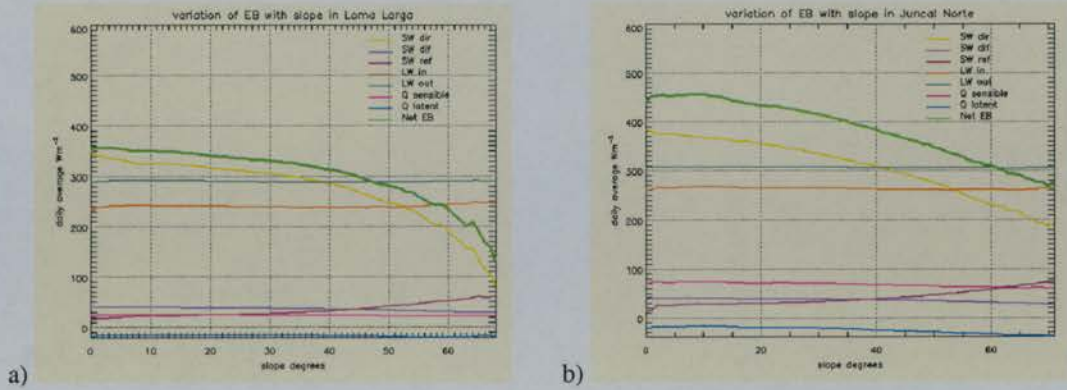 variation of EB with slope in Loma Larga
600
500
400
300
200
100
0
daily average Wm⁻²
SW dir
SW dif
SW ref
LW in
LW out
Q sensible
Q latent
Net EB
0
10
20
30
40
50
60
slope degrees
a)
variation of EB with slope in Juncal Norte
600
500
400
300
200
100
0
daily average Wm⁻²
SW dir
SW dif
SW ref
LW in
LW out
Q sensible
Q latent
Net EB
0
20
40
60
slope degrees
b)